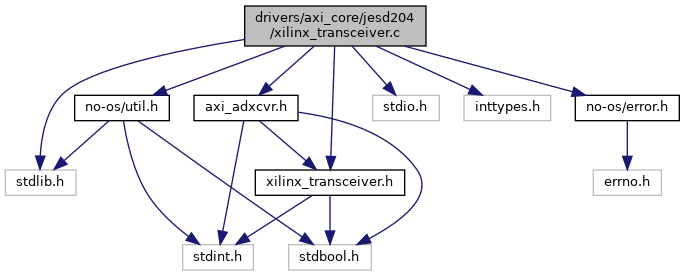 drivers/axi_core/jesd204
/xilinx_transceiver.c
no-os/util.h
axi_adxcvr.h
stdio.h
inttypes.h
no-os/error.h
stdlib.h
xilinx_transceiver.h
errno.h
stdint.h
stdbool.h